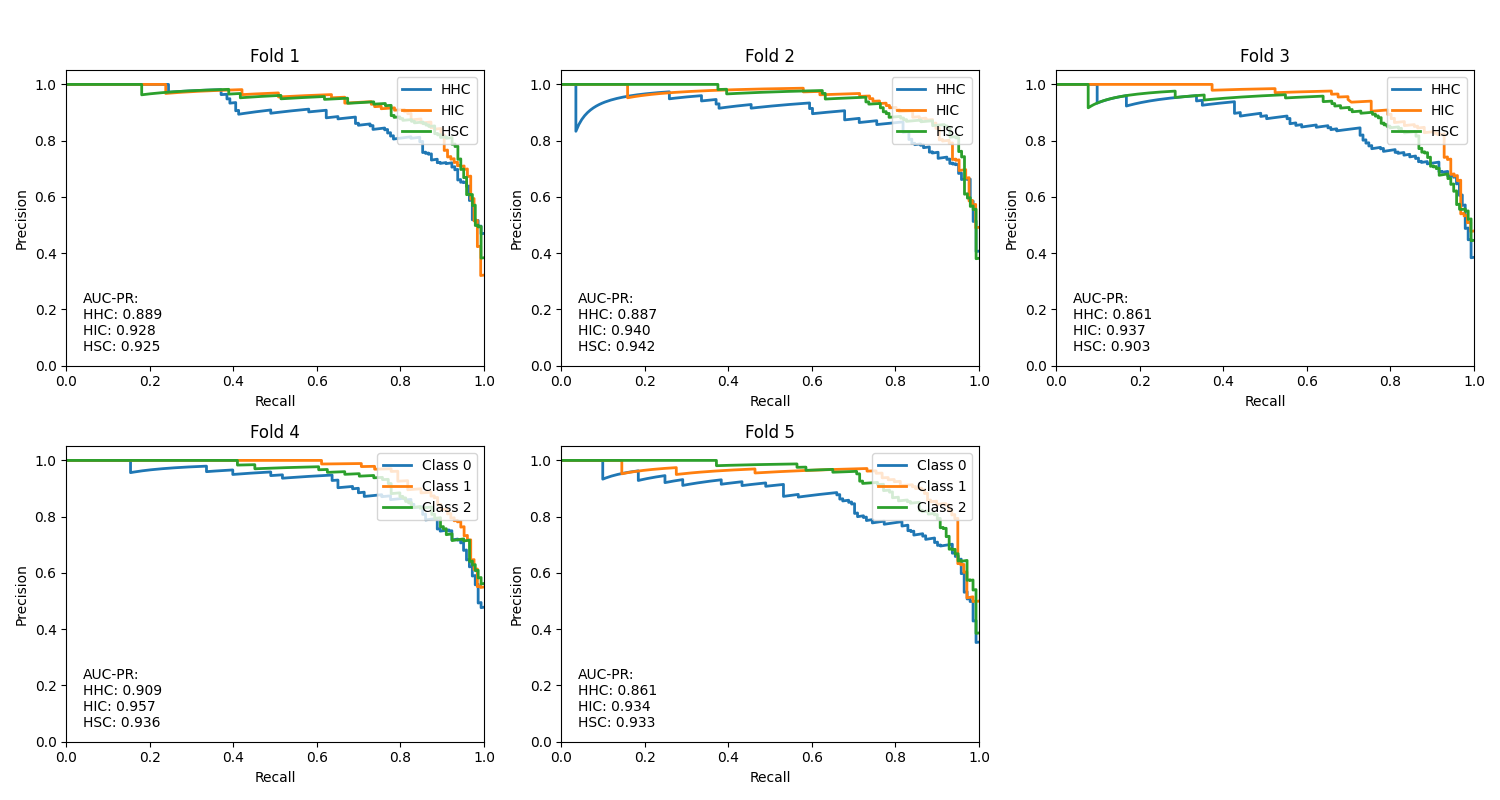 Fold 1
1.0
0.8
0.6
0.4
0.2
0.0
Precision
HHC
HIC
HSC
AUC-PR:
HHC: 0.889
HIC: 0.928
HSC: 0.925
0.0 0.2 0.4 0.6 0.8 1.0
Recall
Fold 2
1.0
0.8
0.6
0.4
0.2
0.0
Precision
HHC
HIC
HSC
AUC-PR:
HHC: 0.887
HIC: 0.940
HSC: 0.942
0.0 0.2 0.4 0.6 0.8 1.0
Recall
Fold 3
1.0
0.8
0.6
0.4
0.2
0.0
Precision
HHC
HIC
HSC
AUC-PR:
HHC: 0.861
HIC: 0.937
HSC: 0.903
0.0 0.2 0.4 0.6 0.8 1.0
Recall
Fold 4
1.0
0.8
0.6
0.4
0.2
0.0
Precision
Class 0
Class 1
Class 2
AUC-PR:
HHC: 0.909
HIC: 0.957
HSC: 0.936
0.0 0.2 0.4 0.6 0.8 1.0
Recall
Fold 5
1.0
0.8
0.6
0.4
0.2
0.0
Precision
Class 0
Class 1
Class 2
AUC-PR:
HHC: 0.861
HIC: 0.934
HSC: 0.933
0.0 0.2 0.4 0.6 0.8 1.0
Recall